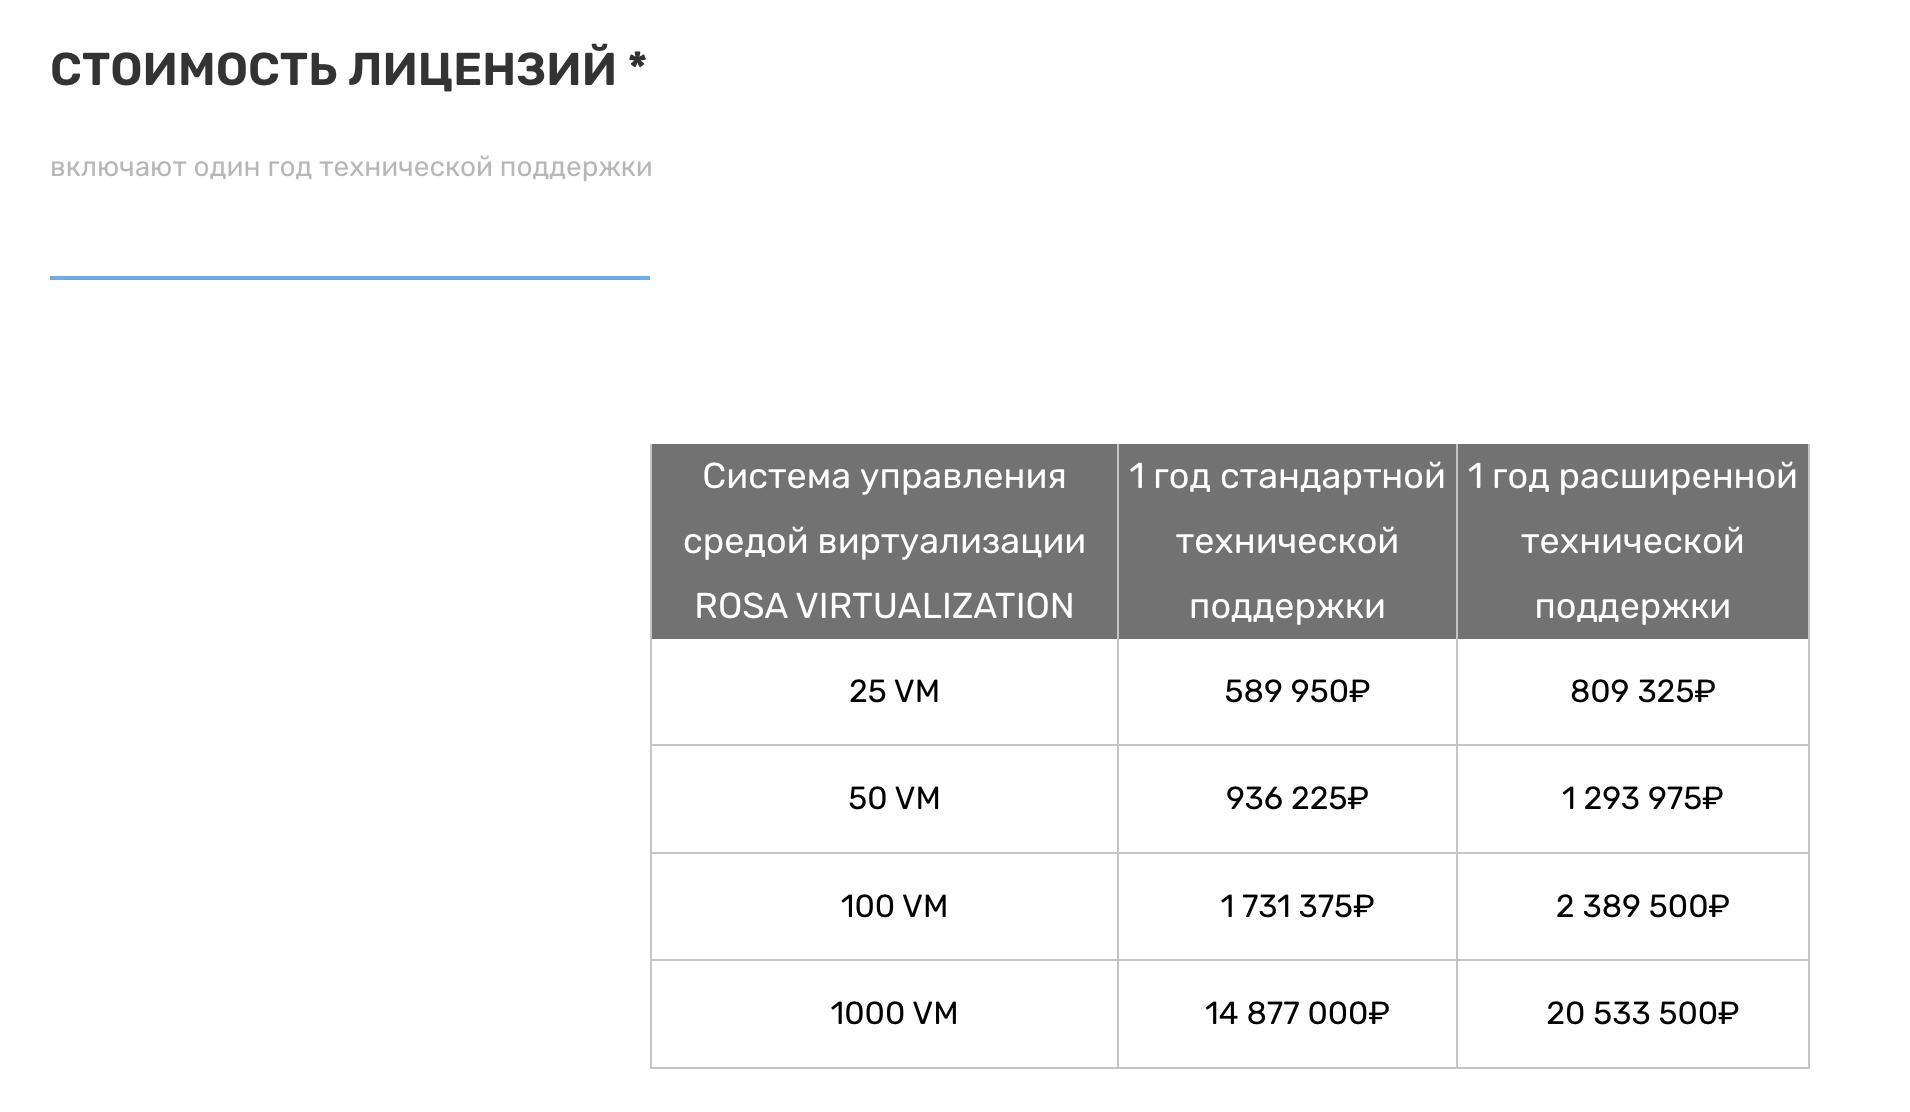 СТОИМОСТЬ ЛИЦЕНЗИЙ *
включают один год технической поддержки
Система управления 1 год стандартной 1 год расширенной
средой виртуализации технической технической
ROSA VIRTUALIZATION поддержки поддержки
25 VM 589 950₽ 809 325₽
50 VM 936 225₽ 1 293 975₽
100 VM 1 731 375₽ 2 389 500₽
1000 VM 14 877 000₽ 20 533 500₽